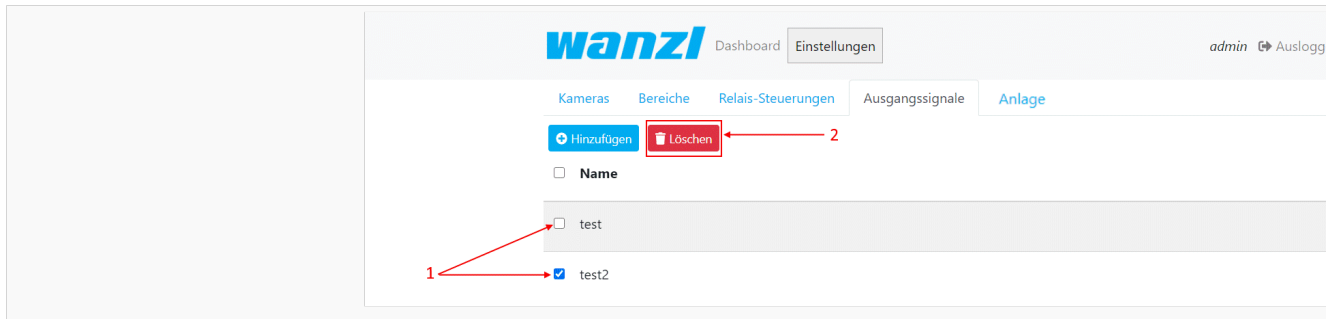 wanzl Dashboard Einstellungen admin Auslogg
Kameras Bereiche Relais-Steuerungen Ausgangssignale Anlage
Hinzufügen Löschen 2
Name
test
1 test2